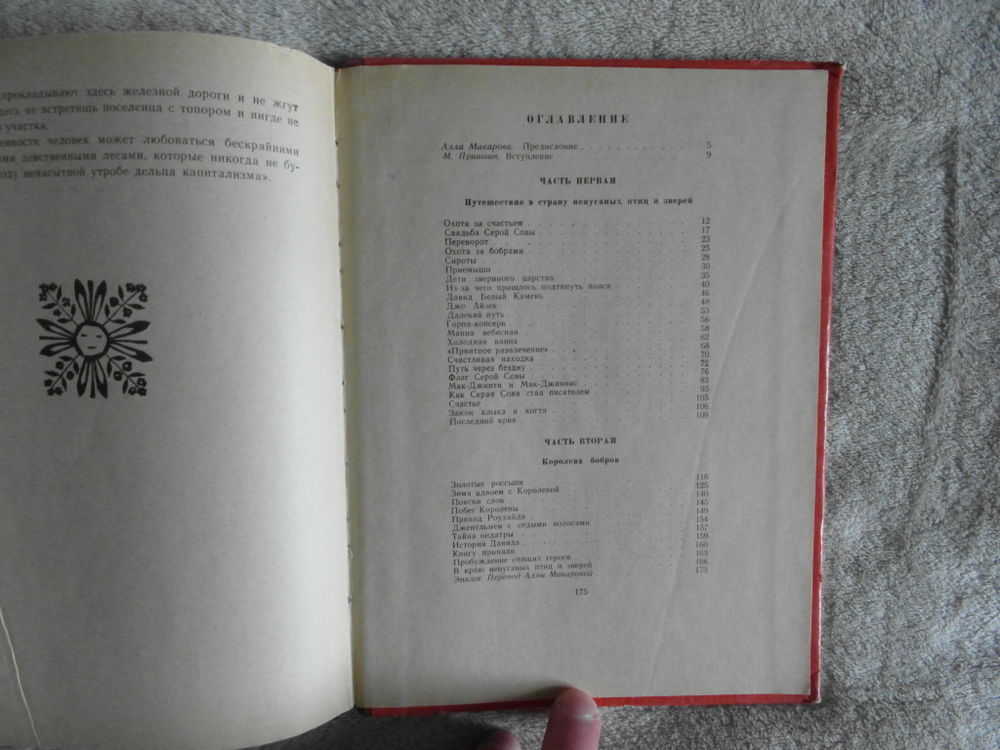 прокладывают здесь железной дороги и не жгут
десь не встретишь поселенца с топором и нигде не
о участка.
енности человек может любоваться бескрайними
ими девственными лесами, которые никогда не бу-
году ненасытной утробе дельца капитализма».
ОГЛАВЛЕНИЕ
Алла Макарова. Предисловие . . . 5
М. Пришвин. Вступление . . . 9
ЧАСТЬ ПЕРВАЯ
Путешествие в страну непуганых птиц и зверей
Охота за счастьем . . . 12
Свадьба Серой Совы . . . 17
Переворот . . . 23
Охота за бобрами . . . 25
Сироты . . . 28
Приемыши . . . 30
Дети звериного царства . . . 35
Из-за чего пришлось подтянуть пояса . . . 40
Давид Белый Камень . . . 46
Джо Айзек . . . 48
Далекий путь . . . 53
Город-консерв . . . 56
Манна небесная . . . 58
Холодная ванна . . . 62
«Приятное развлечение» . . . 68
Счастливая находка . . . 70
Путь через бездну . . . 72
Флаг Серой Совы . . . 76
Мак-Джинти и Мак-Джиннис . . . 83
Как Серая Сова стал писателем . . . 93
Счастье . . . 105
Закон клыка и когтя . . . 106
Последний крик . . . 109
ЧАСТЬ ВТОРАЯ
Королева бобров
Золотые россыпи . . . 116
Зима вдвоем с Королевой . . . 125
Поиски слов . . . 140
Побег Королевы . . . 145
Приход Роухайда . . . 149
Джентльмен с седыми волосами . . . 154
Тайна ондатры . . . 157
История Давида . . . 159
Книгу приняли . . . 160
Пробуждение спящих героев . . . 163
В краю непуганых птиц и зверей . . . 166
Эпилог Перевод Аллы Макаровой . . . 173
175